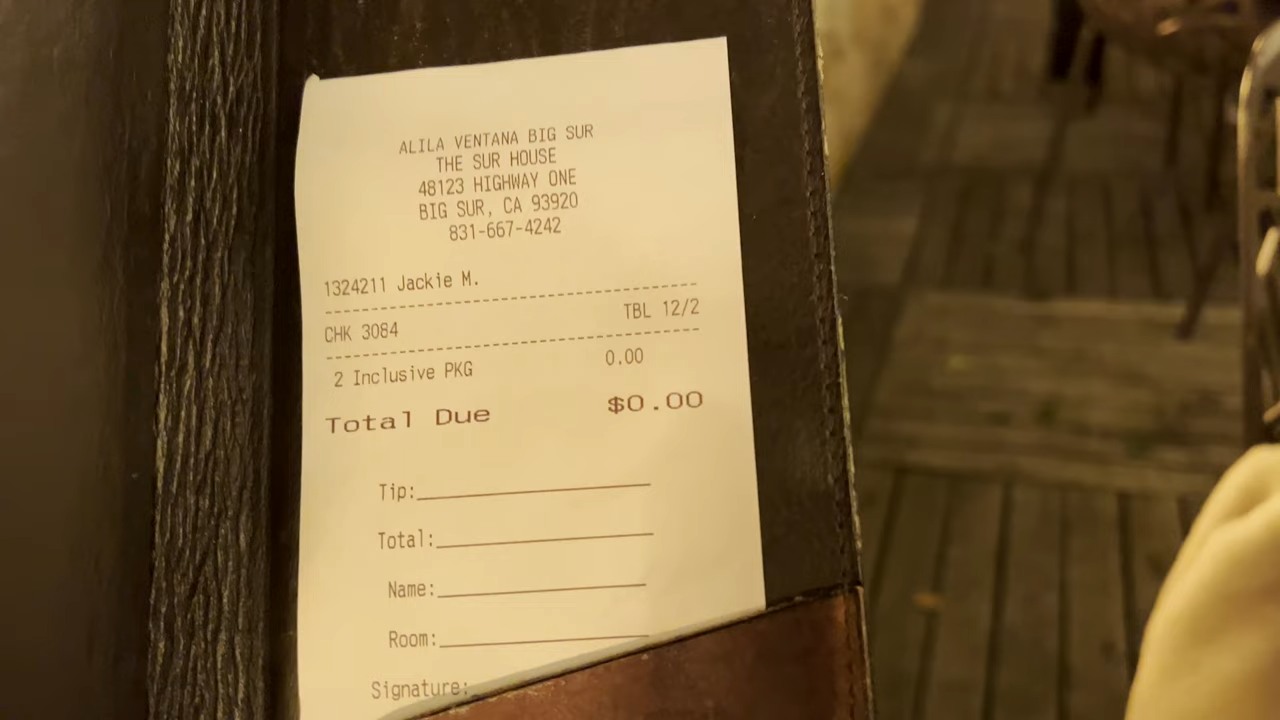 ALILA VENTANA BIG SUR
THE SUR HOUSE
48123 HIGHWAY ONE
BIG SUR, CA 93920
831-667-4242
1324211 Jackie M.
CHK 3084 TBL 12/2
2 Inclusive PKG 0.00
Total Due $0.00
Tip:
Total:
Name:
Room:
Signature: